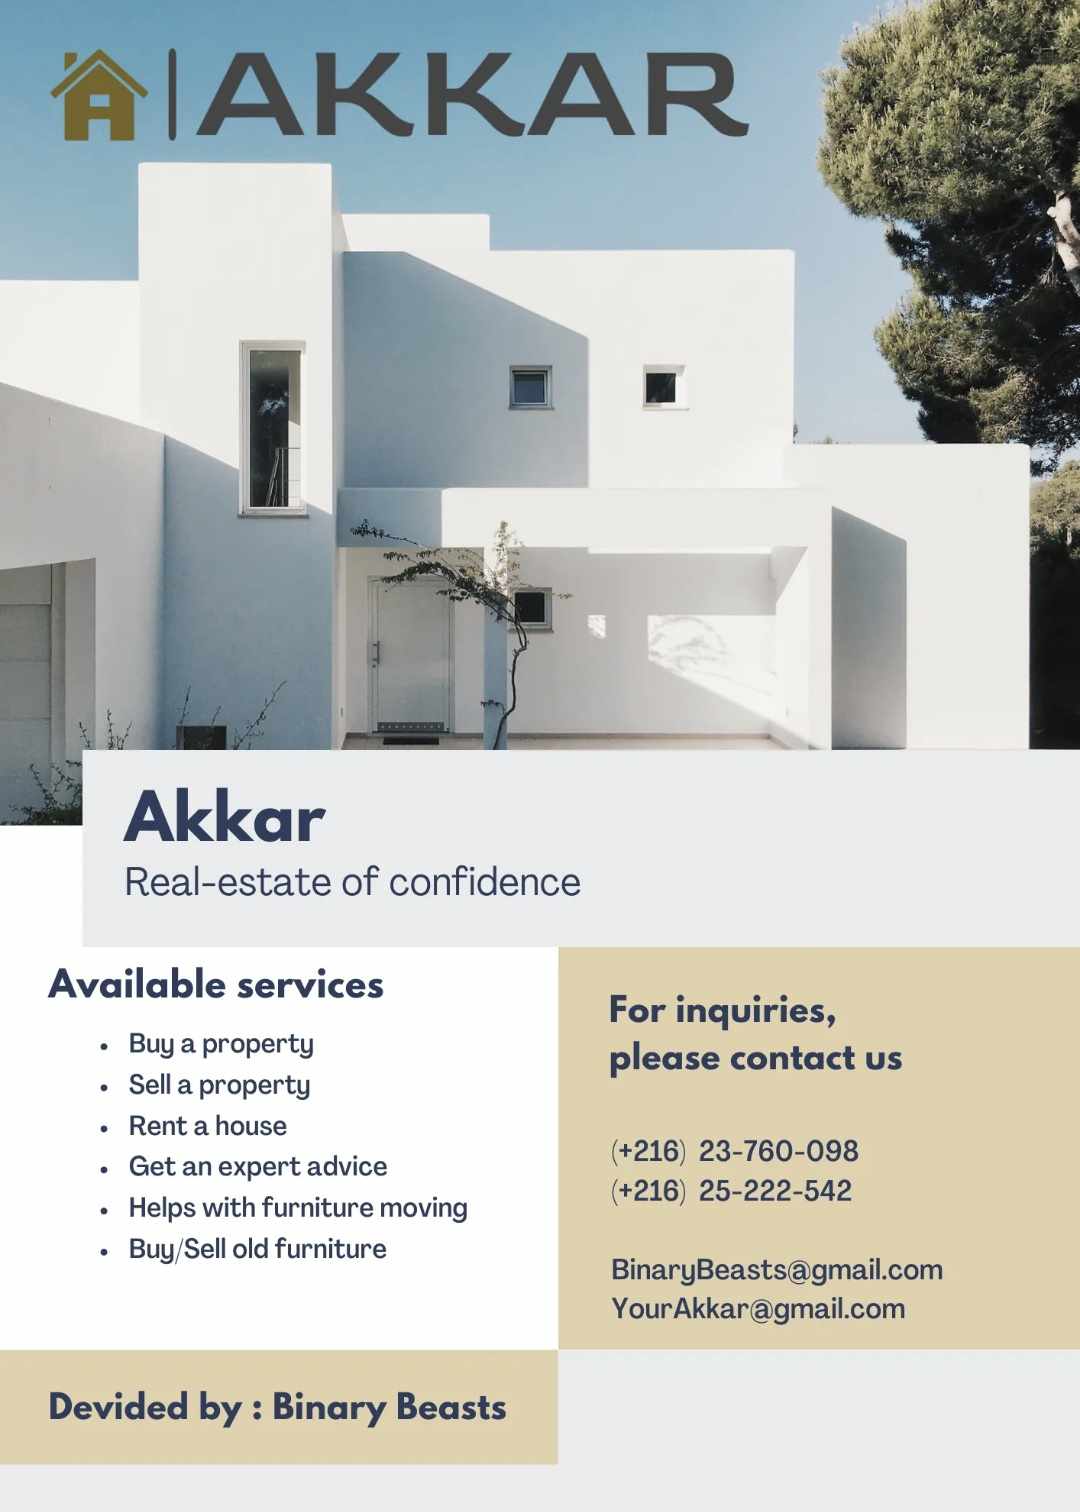 AKKAR
Akkar
Real-estate of confidence
Available services
• Buy a property
• Sell a property
• Rent a house
• Get an expert advice
• Helps with furniture moving
• Buy/Sell old furniture
For inquiries,
please contact us
(+216) 23-760-098
(+216) 25-222-542
BinaryBeasts@gmail.com
YourAkkar@gmail.com
Devided by : Binary Beasts